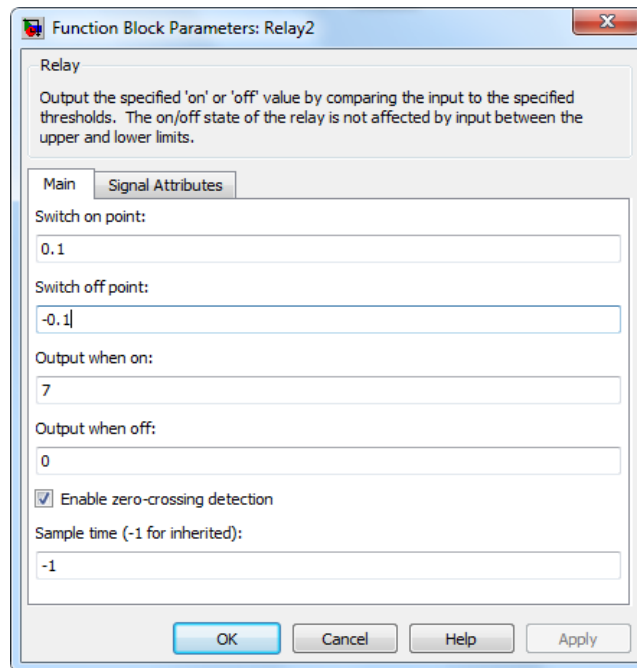 Function Block Parameters: Relay2
Relay
Output the specified 'on' or 'off' value by comparing the input to the specified
thresholds.  The on/off state of the relay is not affected by input between the
upper and lower limits.
Main
Signal Attributes
Switch on point:
0.1
Switch off point:
-0.1
Output when on:
7
Output when off:
0
Enable zero-crossing detection
Sample time (-1 for inherited):
-1
OK
Cancel
Help
Apply